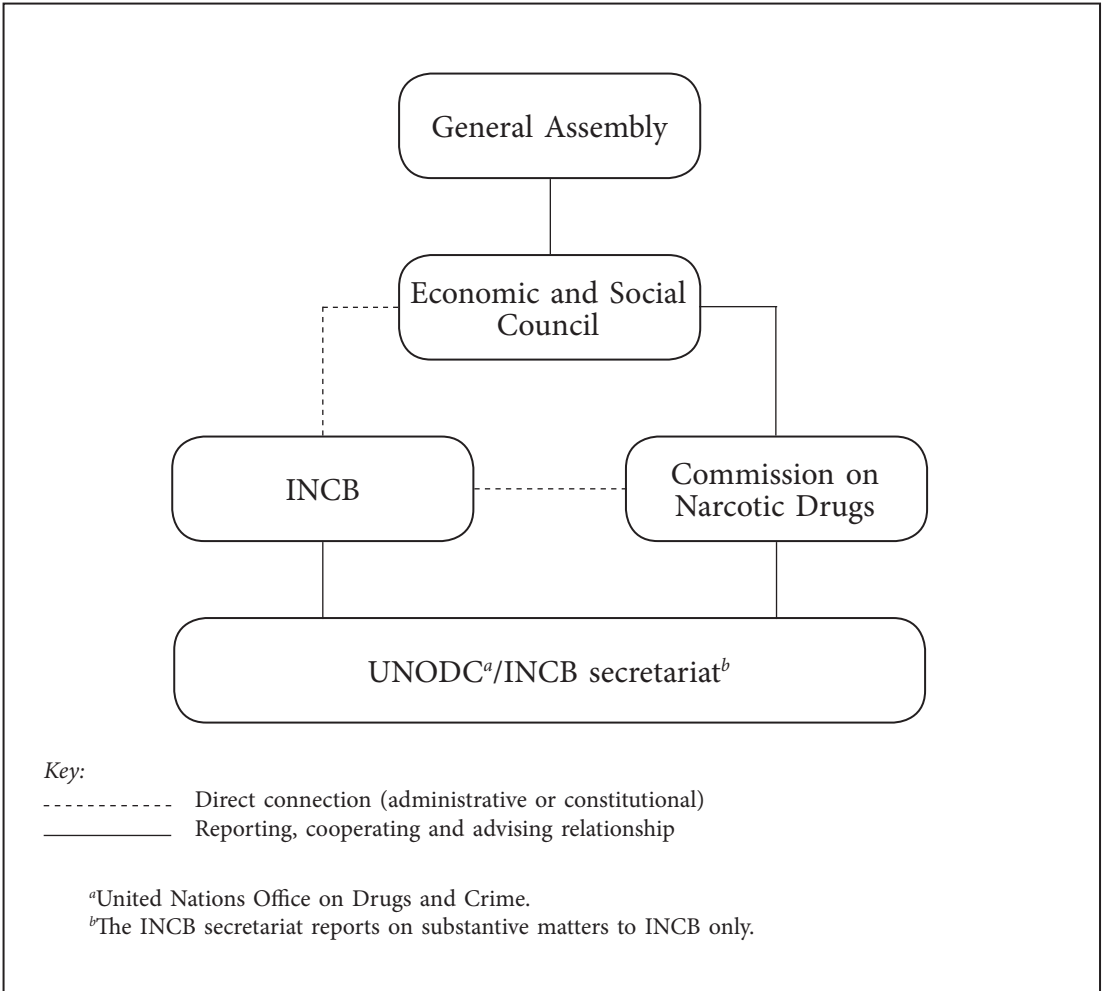 General Assembly
Economic and Social
Council
INCB
Commission on
Narcotic Drugs
UNODCᵃ/INCB secretariatᵇ
Key:
Direct connection (administrative or constitutional)
Reporting, cooperating and advising relationship
ᵃUnited Nations Office on Drugs and Crime.
ᵇThe INCB secretariat reports on substantive matters to INCB only.